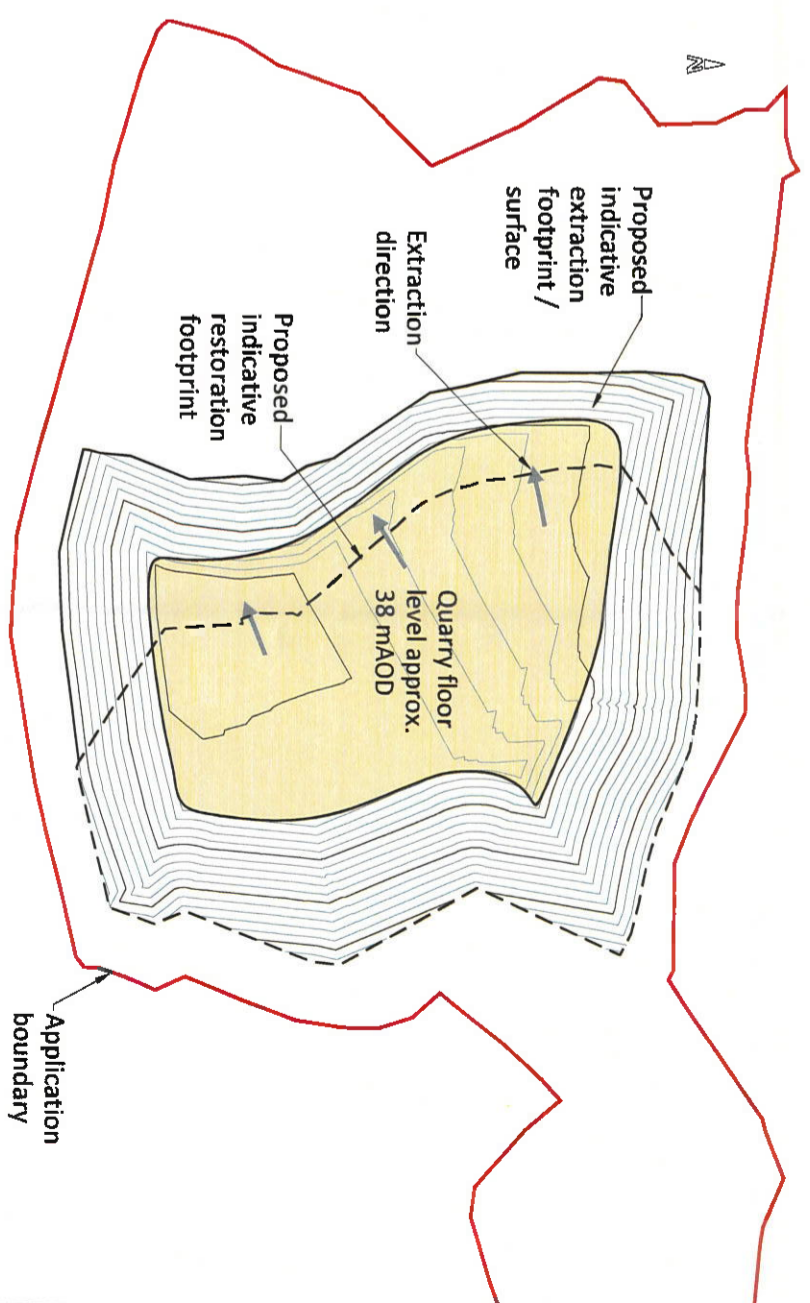 N
Proposed
indicative
extraction
footprint /
surface
Extraction
direction
Proposed
indicative
restoration
footprint
Quarry floor
level approx.
38 mAOD
Application
boundary